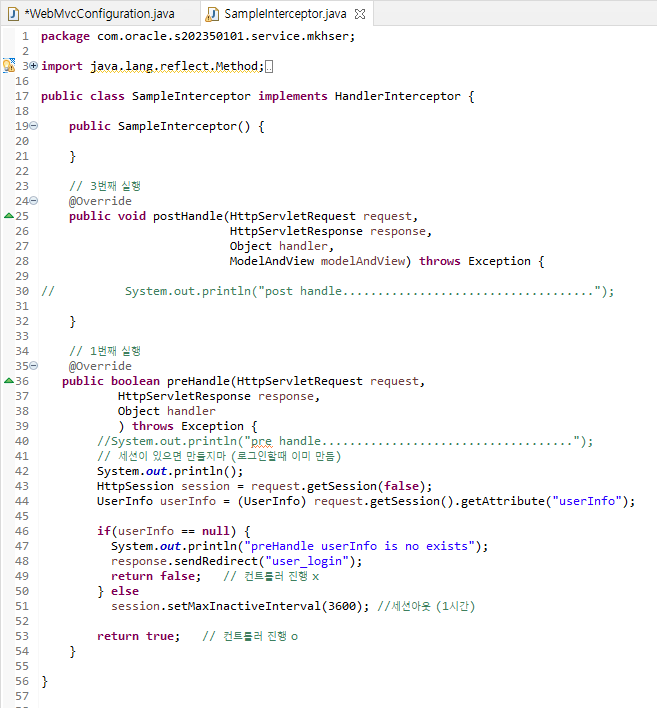 *WebMvcConfiguration.java
SampleInterceptor.java
1 package com.oracle.s202350101.service.mkhser;
2
3 import java.lang.reflect.Method;
16
17 public class SampleInterceptor implements HandlerInterceptor {
18
19     public SampleInterceptor() {
20
21     }
22
23     // 3번째 실행
24     @Override
25     public void postHandle(HttpServletRequest request,
26                            HttpServletResponse response,
27                            Object handler,
28                            ModelAndView modelAndView) throws Exception {
29
30 //          System.out.println("post handle....................................");
31
32     }
33
34     // 1번째 실행
35     @Override
36    public boolean preHandle(HttpServletRequest request,
37            HttpServletResponse response,
38            Object handler
39            ) throws Exception {
40         //System.out.println("pre handle....................................");
41         // 세션이 있으면 만들지마 (로그인할때 이미 만듬)
42         System.out.println();
43         HttpSession session = request.getSession(false);
44         UserInfo userInfo = (UserInfo) request.getSession().getAttribute("userInfo");
45
46         if(userInfo == null) {
47           System.out.println("preHandle userInfo is no exists");
48           response.sendRedirect("user_login");
49           return false;   // 컨트롤러 진행 x
50         } else
51           session.setMaxInactiveInterval(3600); //세션아웃 (1시간)
52
53         return true;   // 컨트롤러 진행 o
54     }
55
56 }
57